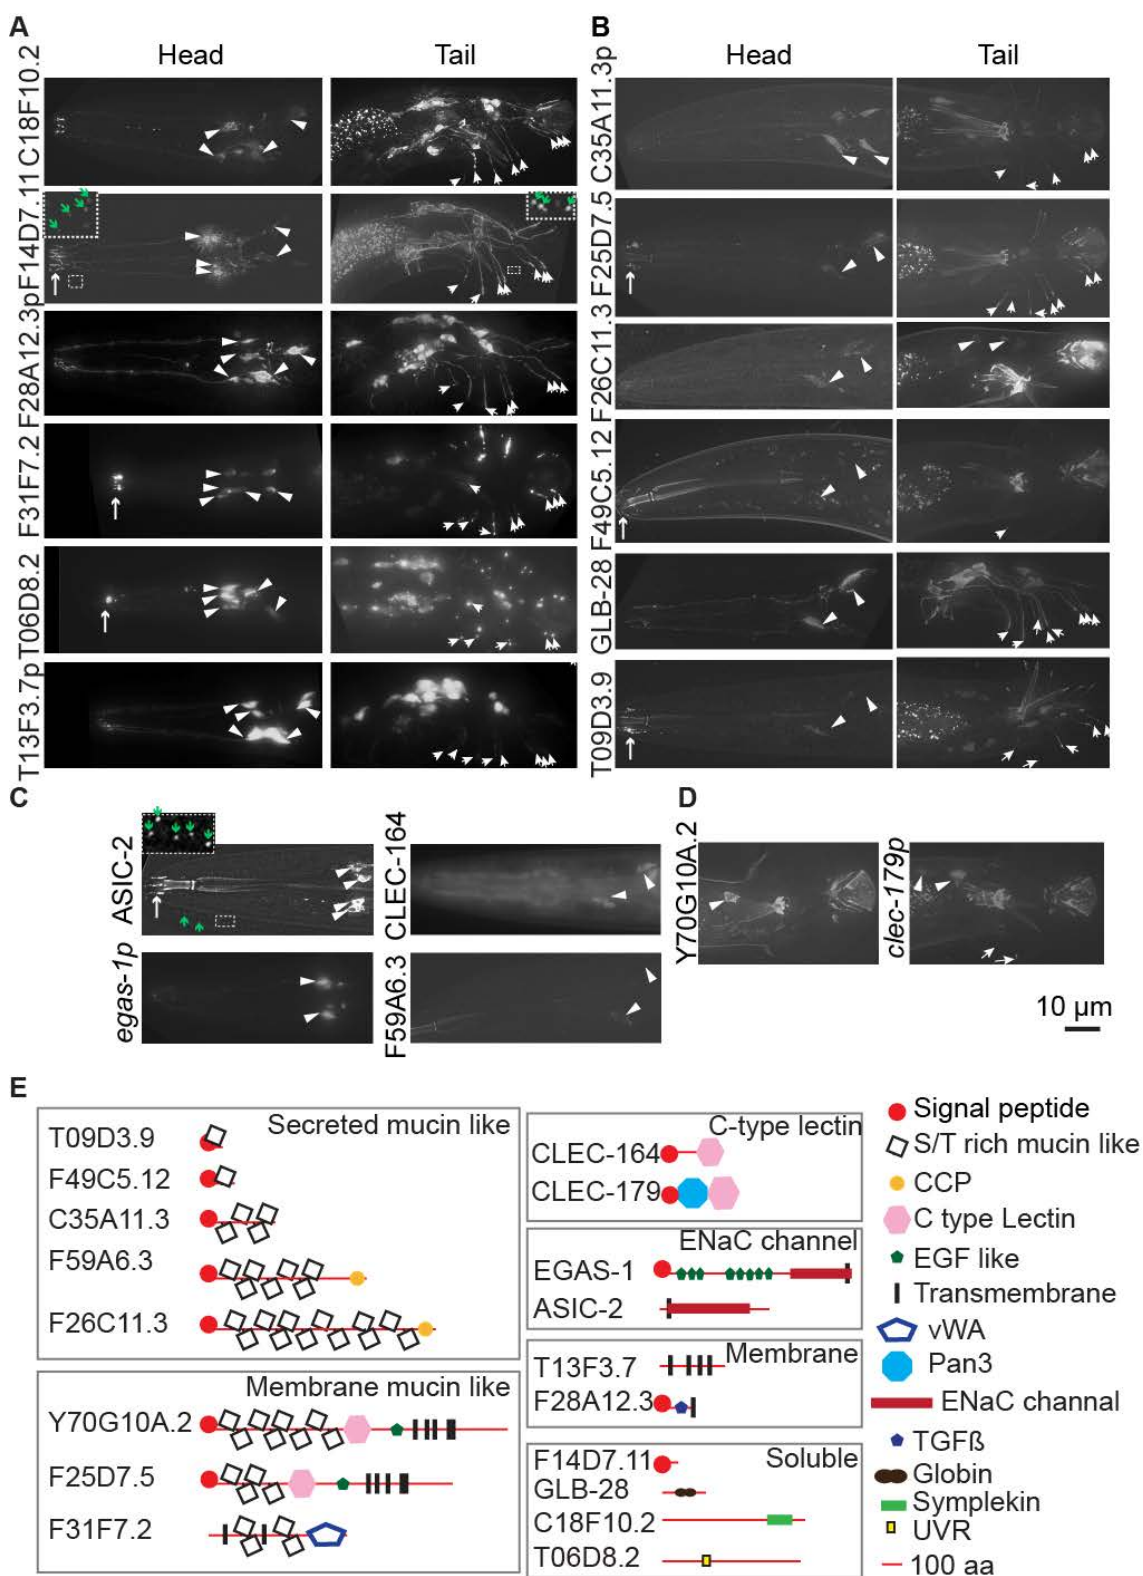 A
Head
Tail
C18F10.2
F14D7.11
F28A12.3p
F31F7.2
T06D8.2
T13F3.7p
B
Head
Tail
C35A11.3p
F25D7.5
F26C11.3
F49C5.12
GLB-28
T09D3.9
C
ASIC-2
egas-1p
CLEC-164
F59A6.3
D
Y70G10A.2
clec-179p
10 µm
E
Secreted mucin like
T09D3.9
F49C5.12
C35A11.3
F59A6.3
F26C11.3
Membrane mucin like
Y70G10A.2
F25D7.5
F31F7.2
C-type lectin
CLEC-164
CLEC-179
ENaC channel
EGAS-1
ASIC-2
Membrane
T13F3.7
F28A12.3
Soluble
F14D7.11
GLB-28
C18F10.2
T06D8.2
Signal peptide
S/T rich mucin like
CCP
C type Lectin
EGF like
Transmembrane
vWA
Pan3
ENaC channal
TGFß
Globin
Symplekin
UVR
100 aa